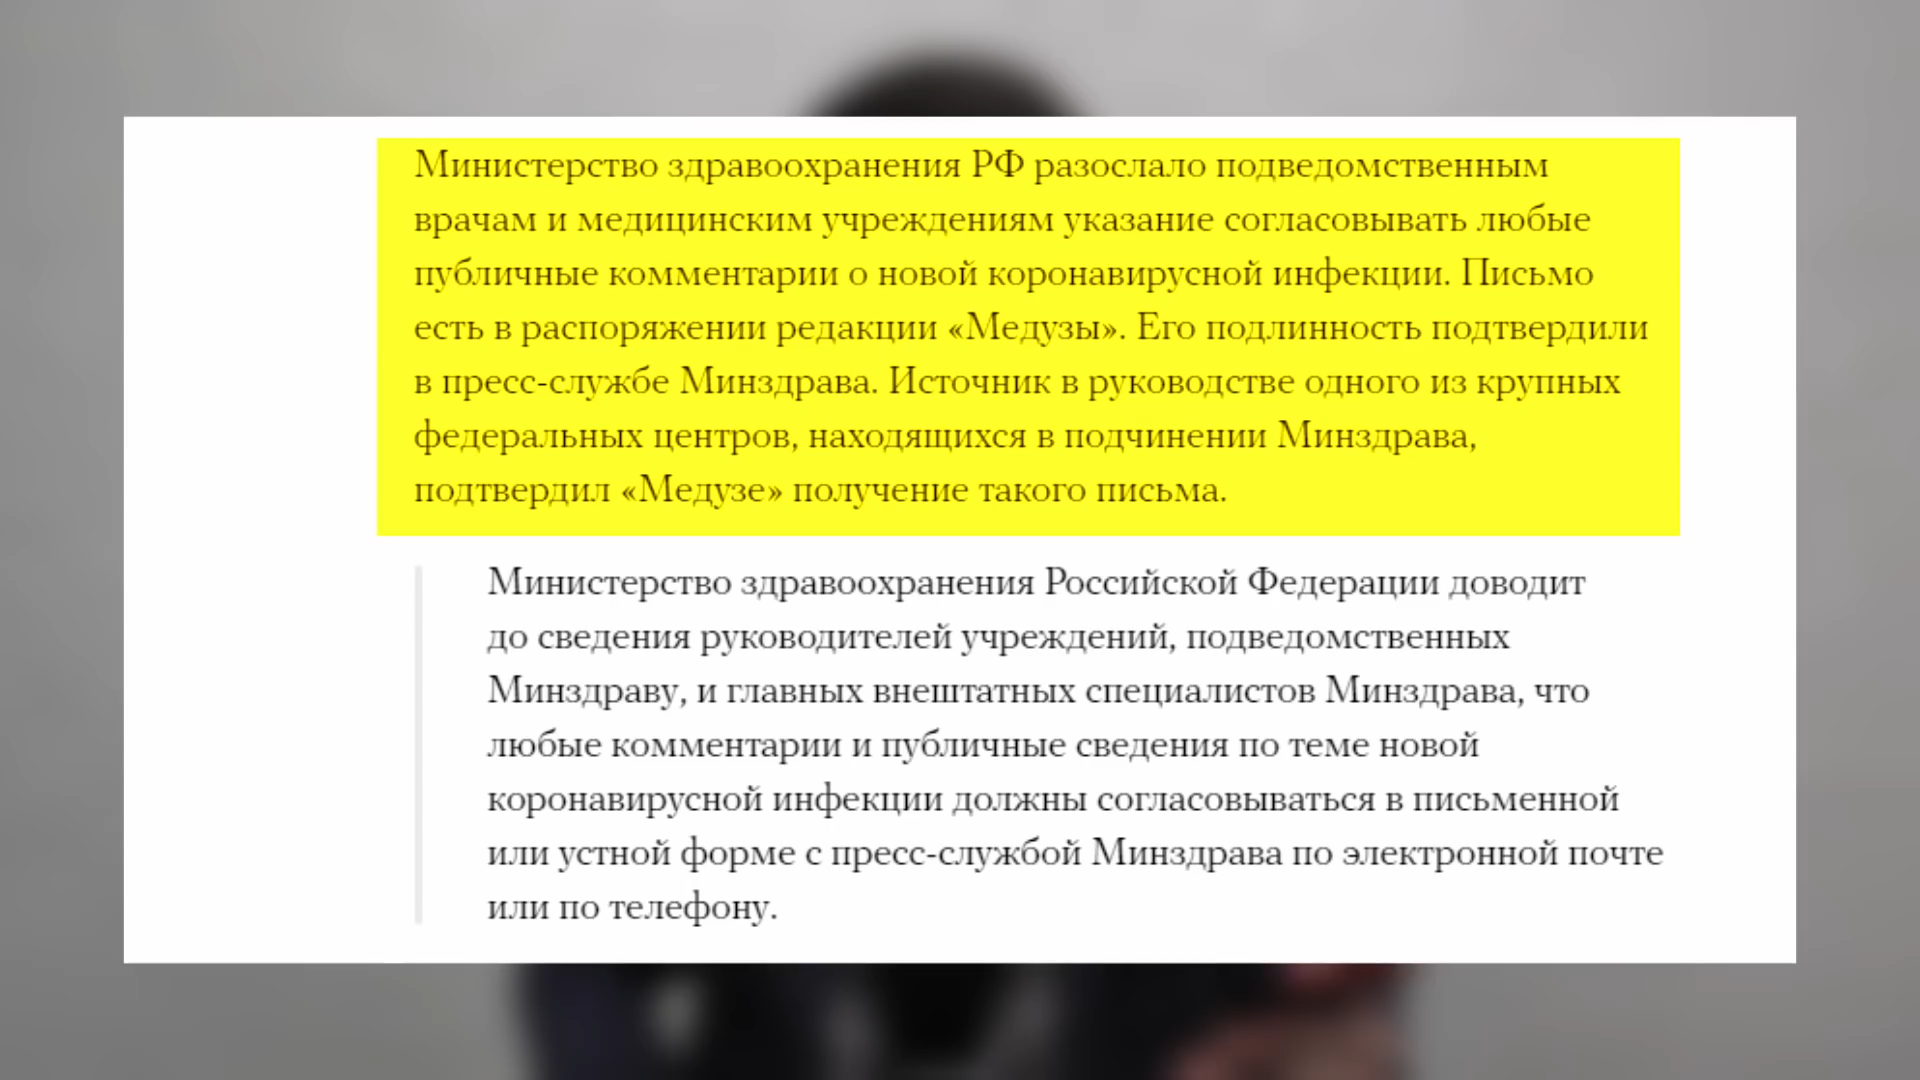 Министерство здравоохранения РФ разослало подведомственным
врачам и медицинским учреждениям указание согласовывать любые
публичные комментарии о новой коронавирусной инфекции. Письмо
есть в распоряжении редакции «Медузы». Его подлинность подтвердили
в пресс-службе Минздрава. Источник в руководстве одного из крупных
федеральных центров, находящихся в подчинении Минздрава,
подтвердил «Медузе» получение такого письма.
Министерство здравоохранения Российской Федерации доводит
до сведения руководителей учреждений, подведомственных
Минздраву, и главных внештатных специалистов Минздрава, что
любые комментарии и публичные сведения по теме новой
коронавирусной инфекции должны согласовываться в письменной
или устной форме с пресс-службой Минздрава по электронной почте
или по телефону.